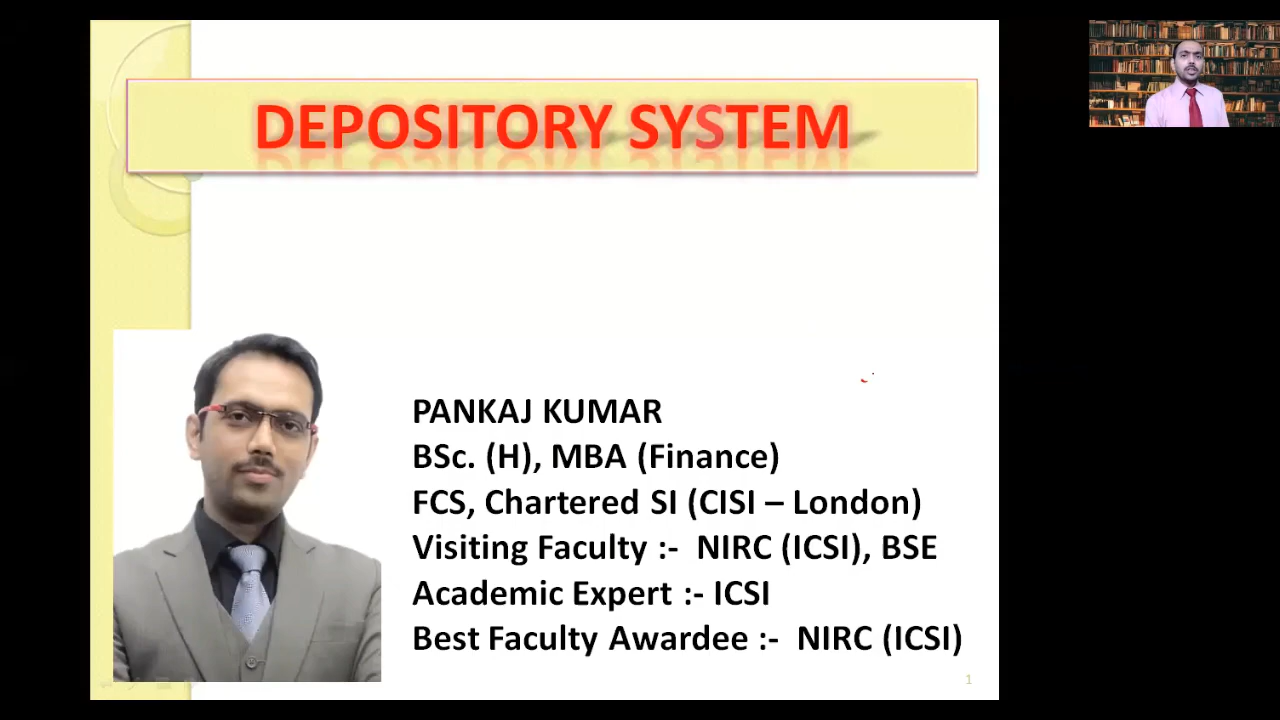 DEPOSITORY SYSTEM
PANKAJ KUMAR
BSc. (H), MBA (Finance)
FCS, Chartered SI (CISI – London)
Visiting Faculty :- NIRC (ICSI), BSE
Academic Expert :- ICSI
Best Faculty Awardee :- NIRC (ICSI)
1